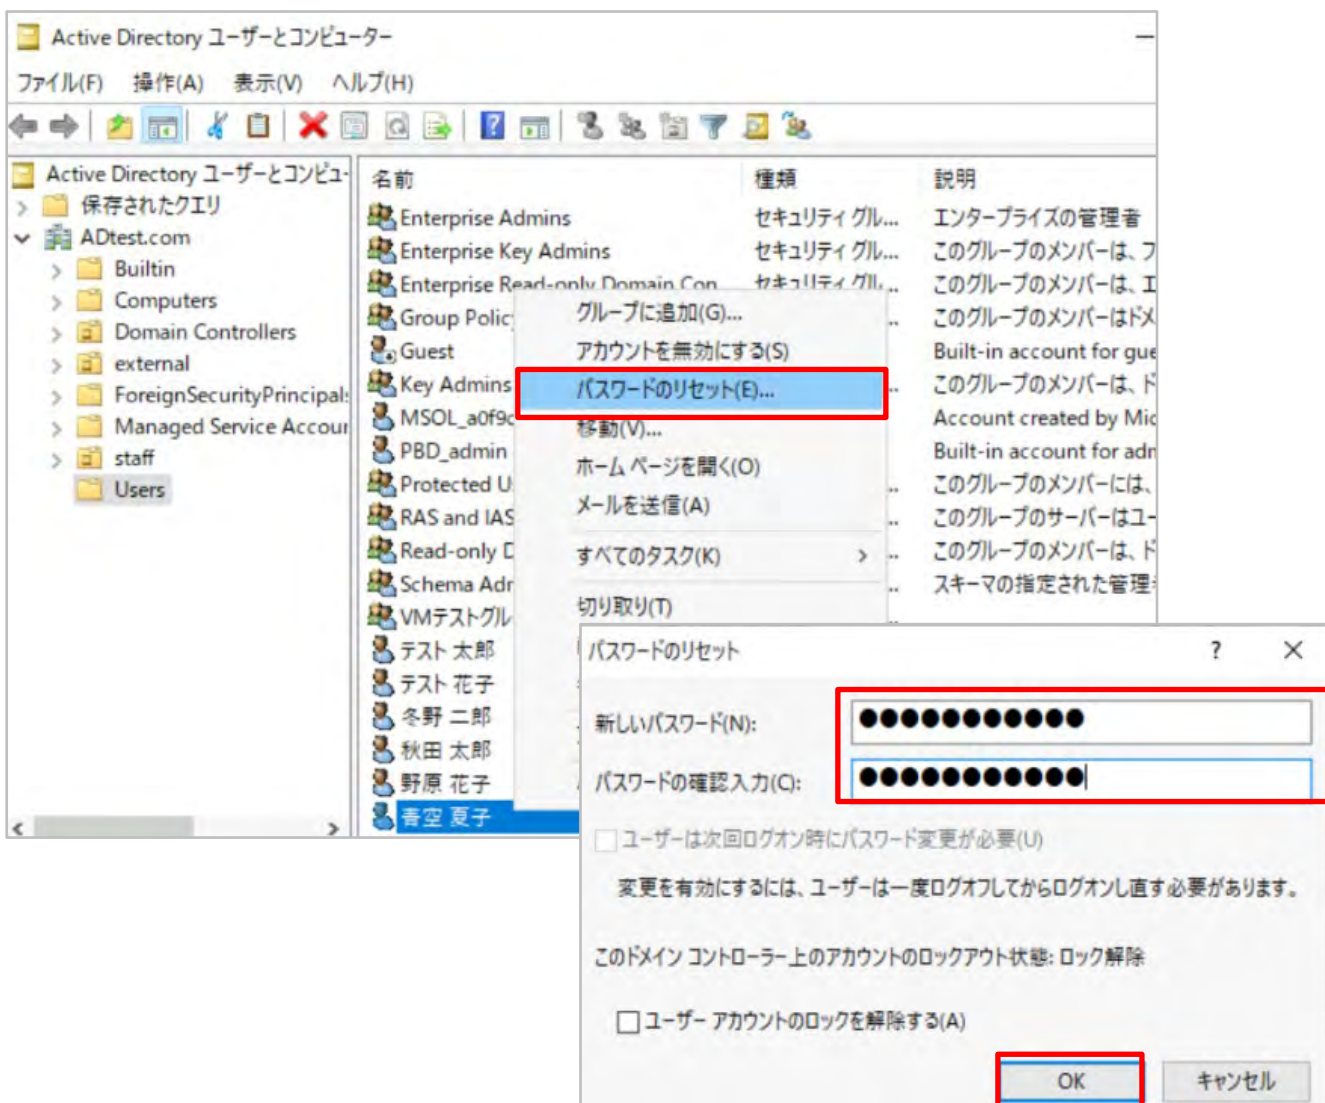 Active Directory ユーザーとコンピューター
ファイル(F) 操作(A) 表示(V) ヘルプ(H)
Active Directory ユーザーとコンピュ
保存されたクエリ
ADtest.com
Builtin
Computers
Domain Controllers
external
ForeignSecurityPrincipal
Managed Service Accou
staff
Users
名前 種類 説明
Enterprise Admins セキュリティ グル... エンタープライズの管理者
Enterprise Key Admins セキュリティ グル... このグループのメンバーは、フ
Enterprise Read-only Domain Con... セキュリティ グル... このグループのメンバーは、エ
Group Polic .. このグループのメンバーはドメ
Guest Built-in account for gue
Key Admins このグループのメンバーは、ド
MSOL_a0f9c Account created by Mic
PBD_admin Built-in account for adn
Protected U .. このグループのメンバーには、
RAS and IAS .. このグループのサーバーはユー
Read-only D .. このグループのメンバーは、ド
Schema Adr .. スキーマの指定された管理
VMテストグル ..
テスト 太郎
テスト 花子
冬野 二郎
秋田 太郎
野原 花子
青空 夏子
グループに追加(G)...
アカウントを無効にする(S)
パスワードのリセット(E)...
移動(V)...
ホーム ページを開く(O)
メールを送信(A)
すべてのタスク(K)
切り取り(T)
パスワードのリセット ?
新しいパスワード(N): ●●●●●●●●●●●
パスワードの確認入力(C): ●●●●●●●●●●●
ユーザーは次回ログオン時にパスワード変更が必要(U)
変更を有効にするには、ユーザーは一度ログオフしてからログオンし直す必要があります。
このドメイン コントローラー上のアカウントのロックアウト状態: ロック解除
ユーザー アカウントのロックを解除する(A)
OK キャンセル